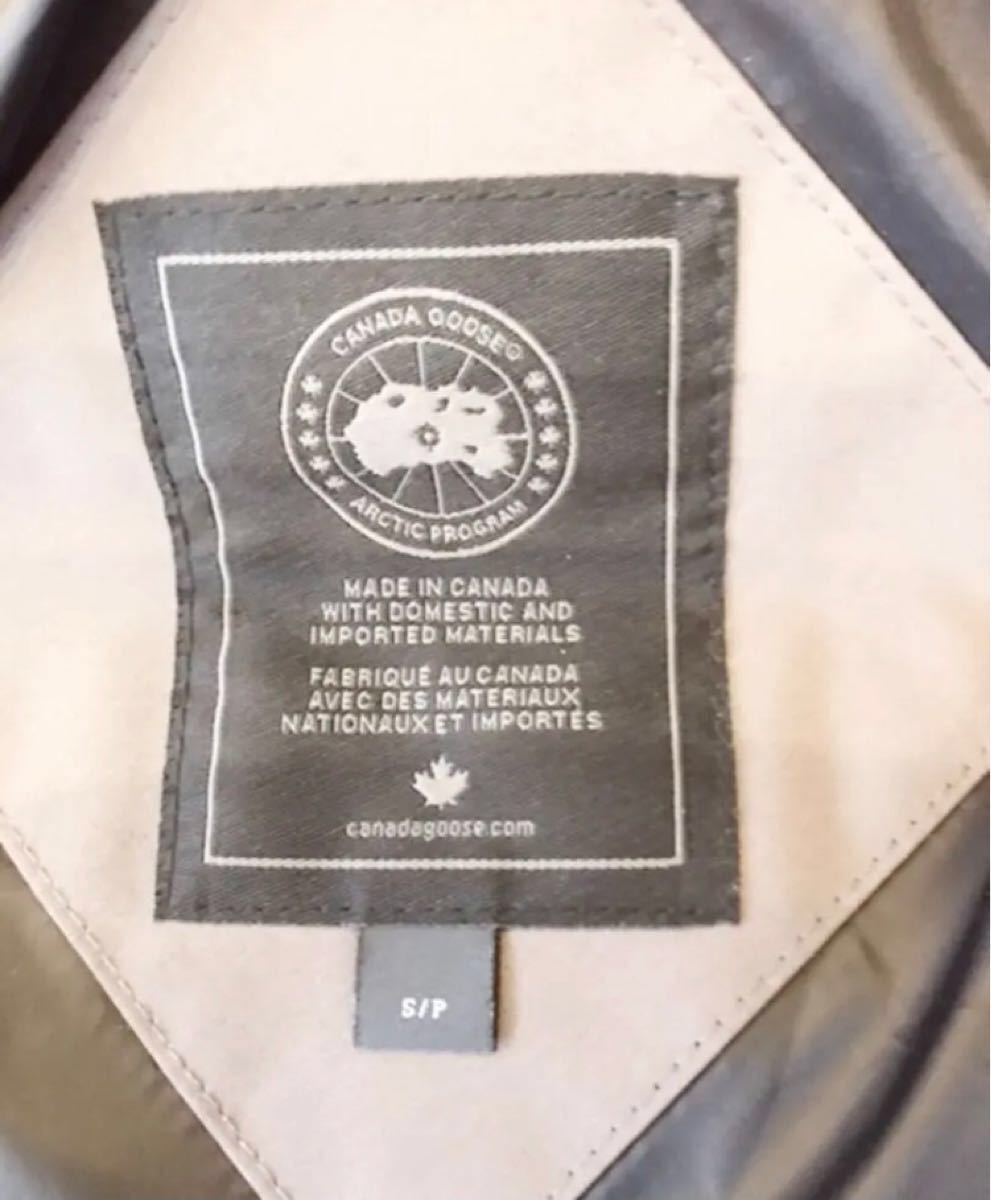 CANADA GOOSE®
ARCTIC PROGRAM
MADE IN CANADA
WITH DOMESTIC AND
IMPORTED MATERIALS
FABRIQUÉ AU CANADA
AVEC DES MATERIAUX
NATIONAUX ET IMPORTÉS
canadagoose.com
S/P